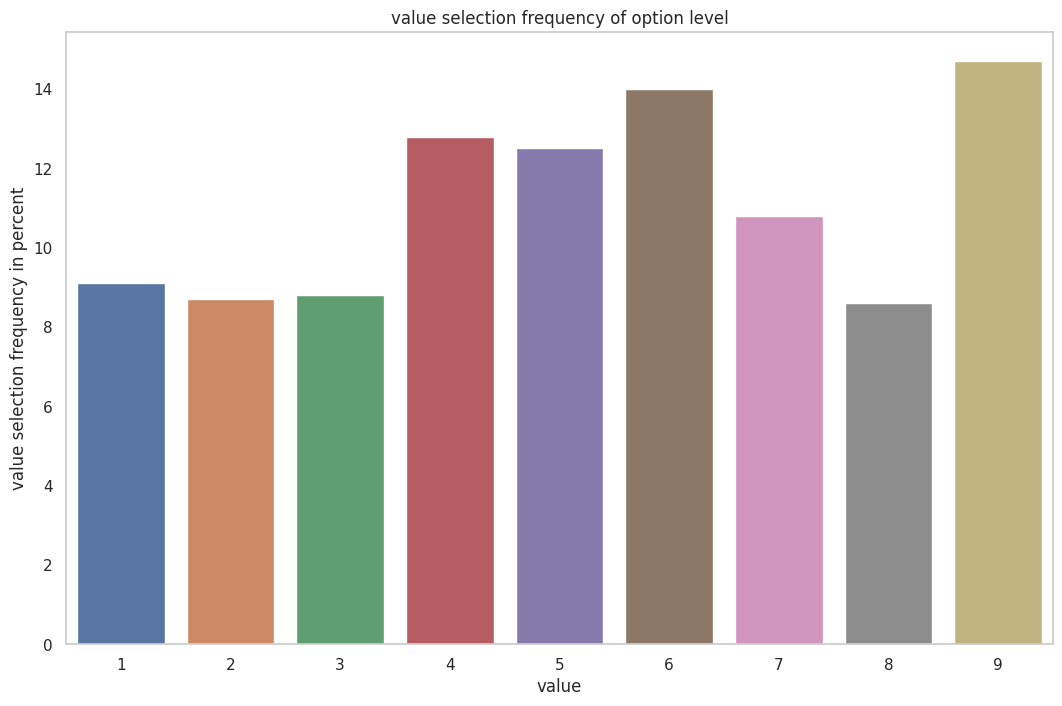 value selection frequency of option level
value selection frequency in percent
14
12
10
8
6
4
2
0
1 2 3 4 5 6 7 8 9
value